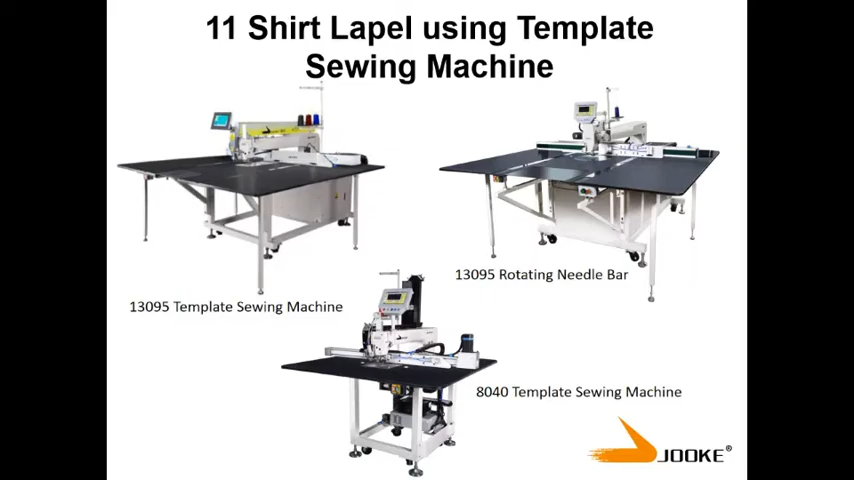 11 Shirt Lapel using Template
Sewing Machine
13095 Rotating Needle Bar
13095 Template Sewing Machine
8040 Template Sewing Machine
JOOKE®